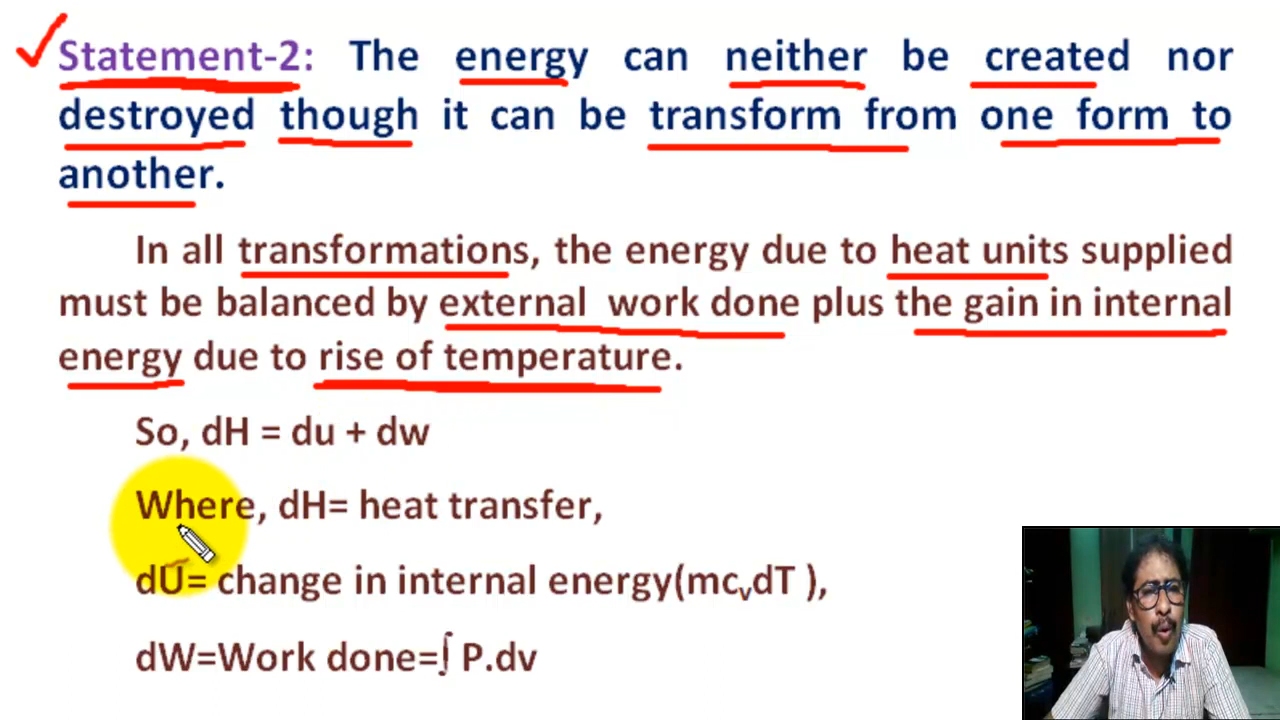 Statement-2: The energy can neither be created nor
destroyed though it can be transform from one form to
another.
In all transformations, the energy due to heat units supplied
must be balanced by external work done plus the gain in internal
energy due to rise of temperature.
So, dH = du + dw
Where, dH= heat transfer,
dU= change in internal energy(mcᵥdT ),
dW=Work done=∫ P.dv